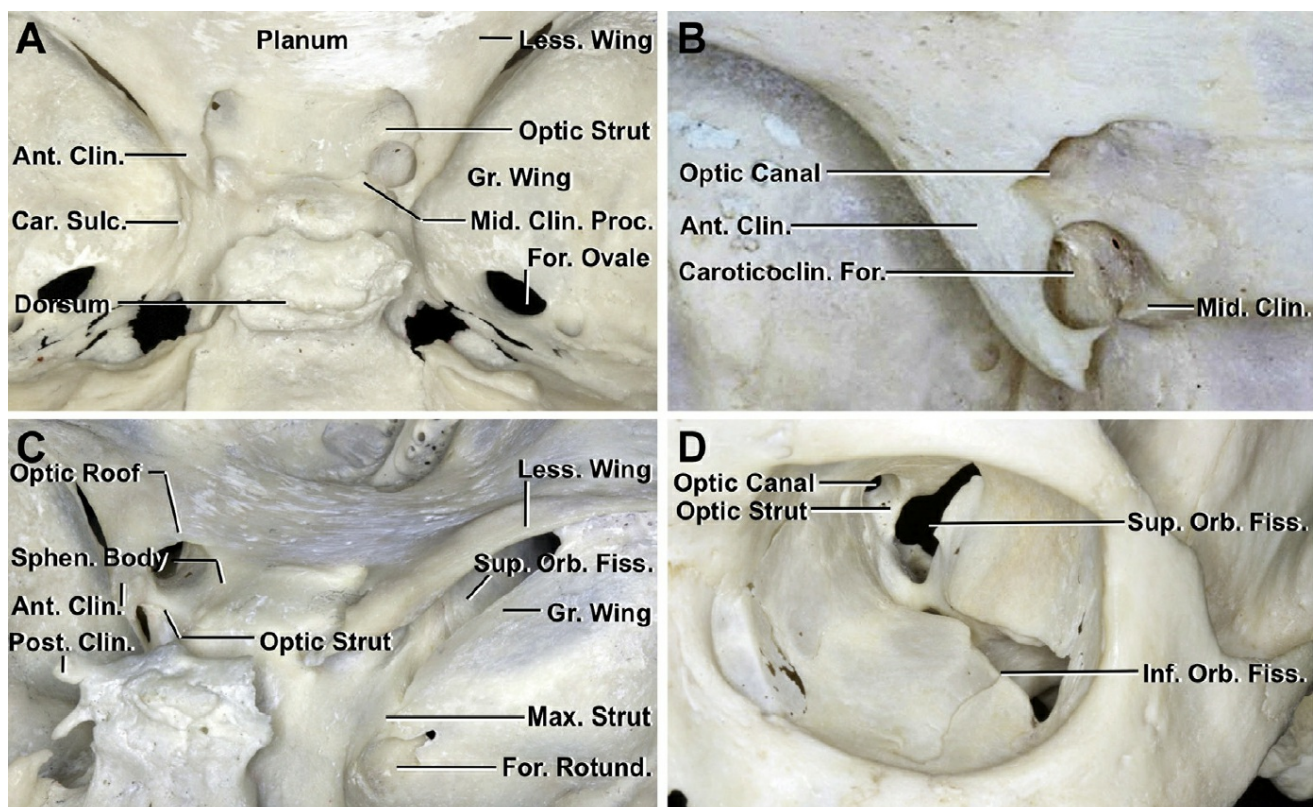 A
Planum
Less. Wing
Optic Strut
Ant. Clin.
Gr. Wing
Car. Sulc.
Mid. Clin. Proc.
For. Ovale
Dorsum
B
Optic Canal
Ant. Clin.
Caroticoclin. For.
Mid. Clin.
C
Optic Roof
Less. Wing
Sphen. Body
Sup. Orb. Fiss.
Ant. Clin.
Gr. Wing
Post. Clin.
Optic Strut
Max. Strut
For. Rotund.
D
Optic Canal
Optic Strut
Sup. Orb. Fiss.
Inf. Orb. Fiss.